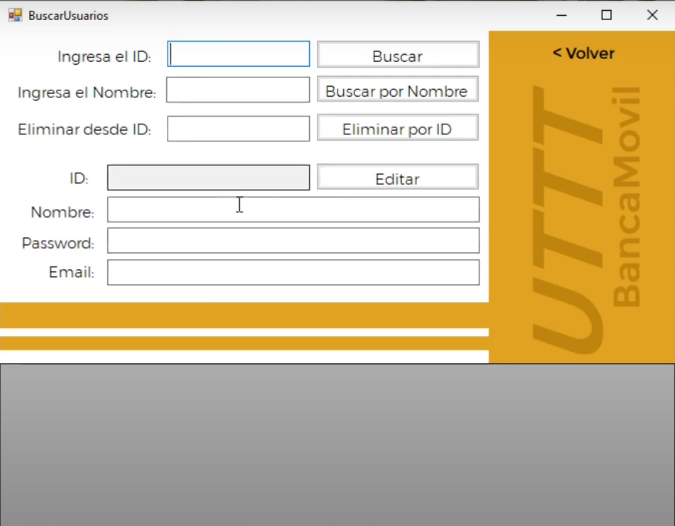 BuscarUsuarios
Ingresa el ID:
Buscar
< Volver
Ingresa el Nombre:
Buscar por Nombre
Eliminar desde ID:
Eliminar por ID
ID:
Editar
Nombre:
Password:
Email:
UTTT
BancaMovil